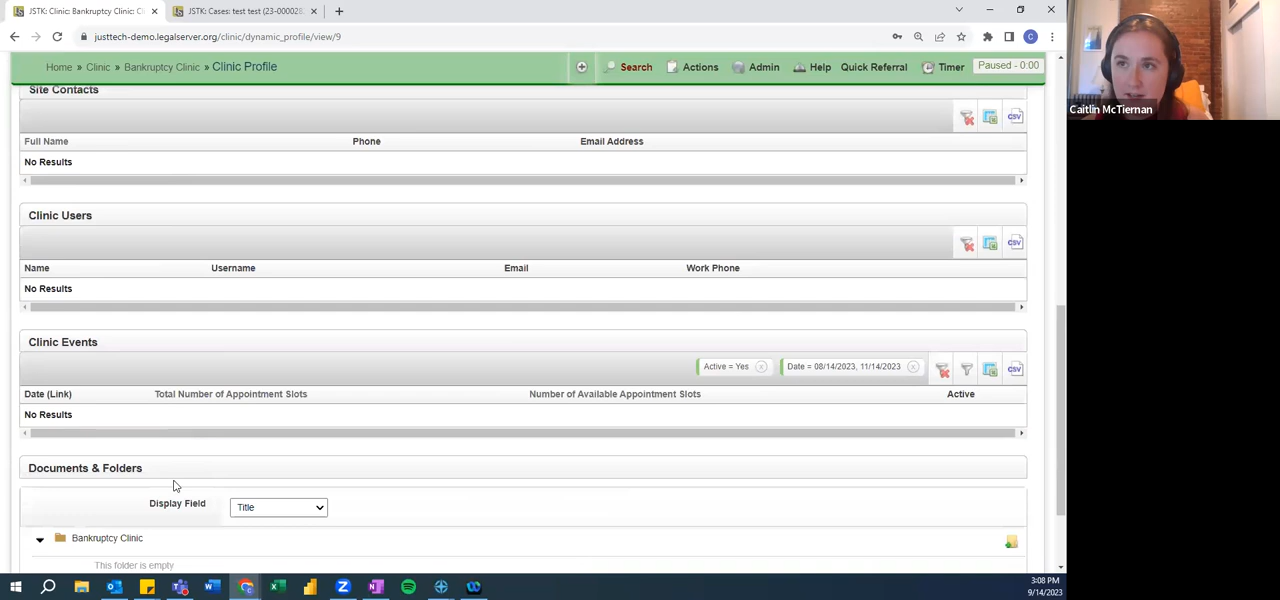 JSTK: Clinic: Bankruptcy Clinic: Cl
JSTK: Cases: test test (23-000028
justtech-demo.legalserver.org/clinic/dynamic_profile/view/9
Home » Clinic » Bankruptcy Clinic » Clinic Profile
Search
Actions
Admin
Help
Quick Referral
Timer
Paused - 0:00
Caitlin McTiernan
Site Contacts
CSV
Full Name
Phone
Email Address
No Results
Clinic Users
CSV
Name
Username
Email
Work Phone
No Results
Clinic Events
Active = Yes
Date = 08/14/2023, 11/14/2023
CSV
Date (Link)
Total Number of Appointment Slots
Number of Available Appointment Slots
Active
No Results
Documents & Folders
Display Field
Title
Bankruptcy Clinic
This folder is empty
3:08 PM
9/14/2023